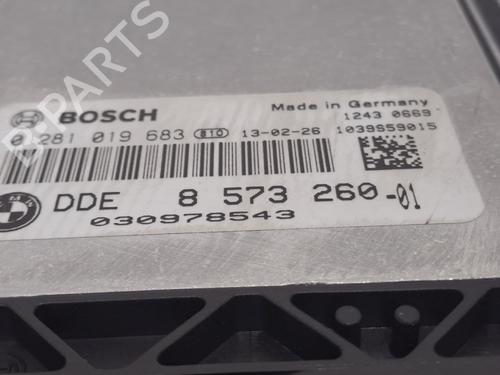 B PARTS
BOSCH
Made in Germany
0 281 019 683 810 13-02-26
1243 0669
1039S59015
DDE 8 573 260-01
030978543